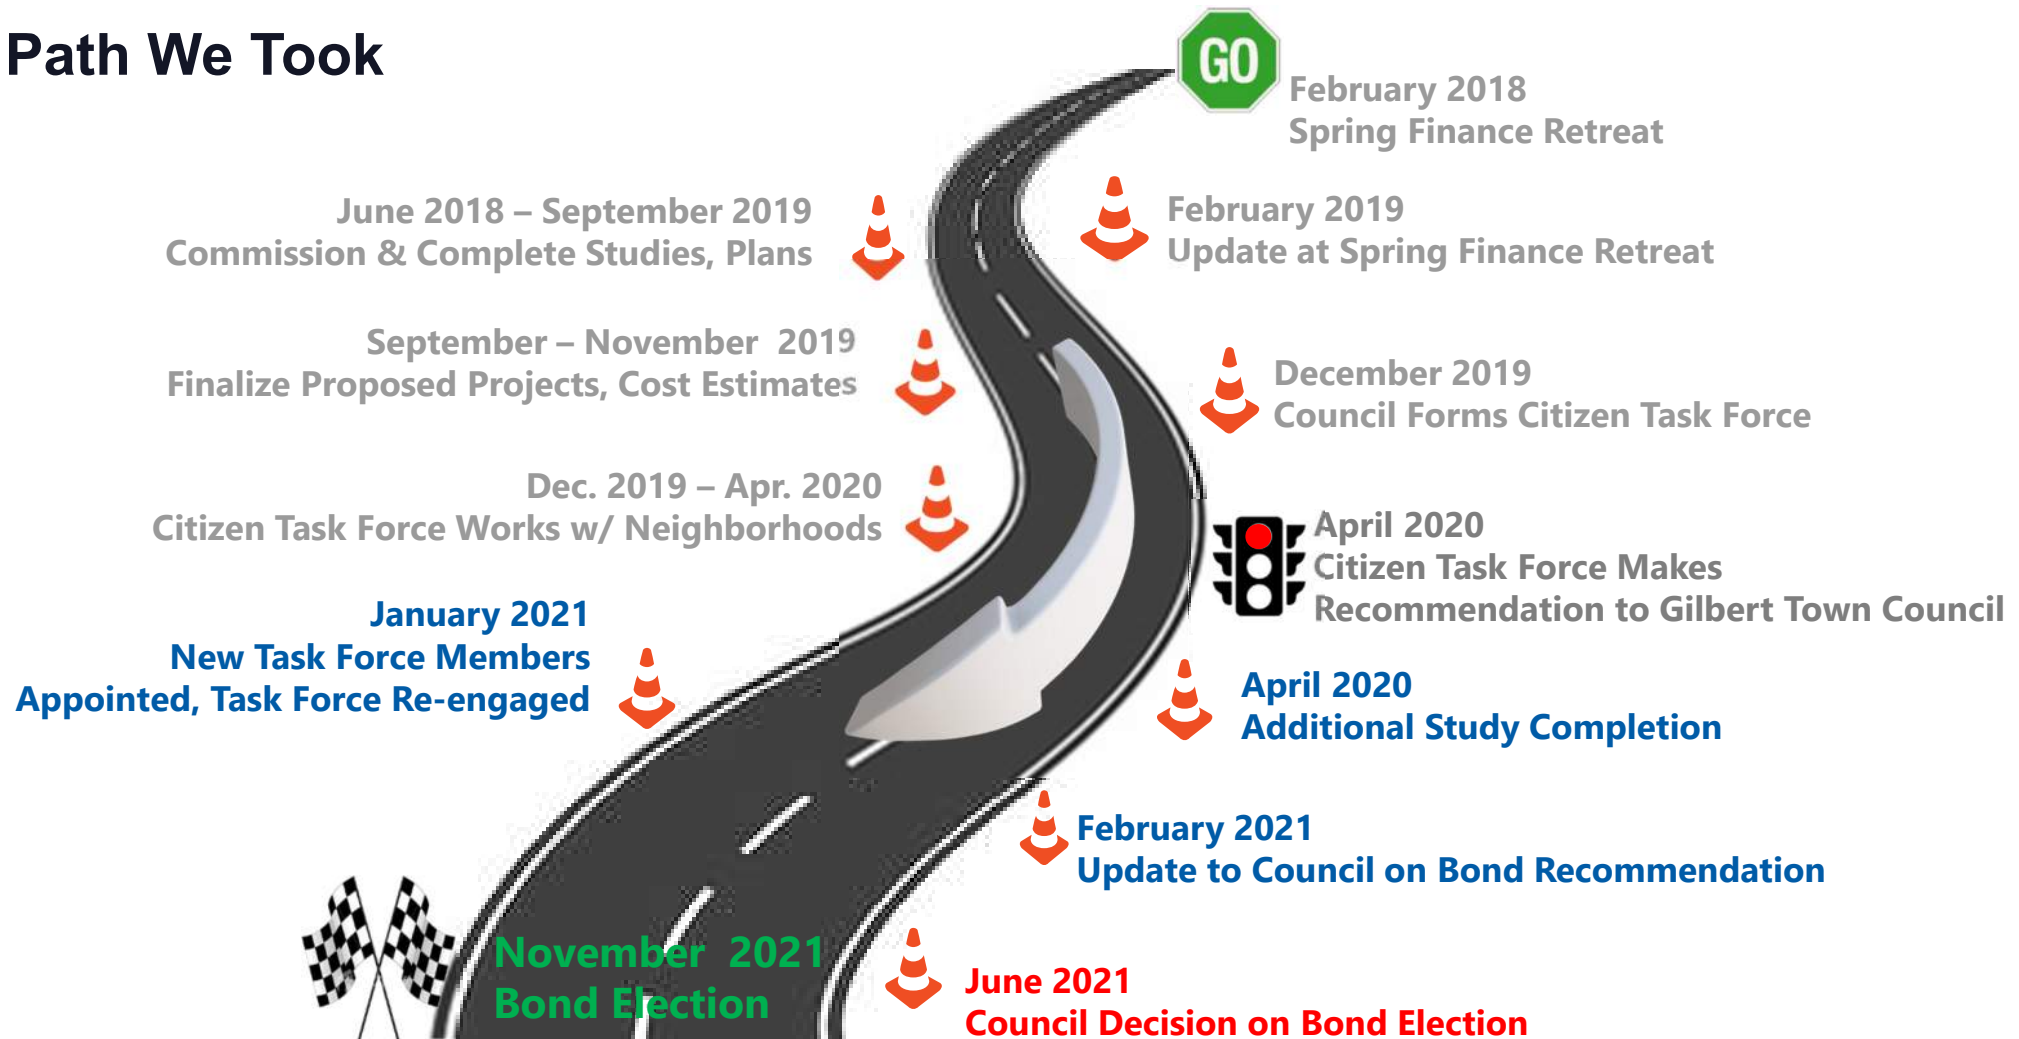 Path We Took
GO
February 2018
Spring Finance Retreat
June 2018 – September 2019
Commission & Complete Studies, Plans
February 2019
Update at Spring Finance Retreat
September – November  2019
Finalize Proposed Projects, Cost Estimates
December 2019
Council Forms Citizen Task Force
Dec. 2019 – Apr. 2020
Citizen Task Force Works w/ Neighborhoods
April 2020
Citizen Task Force Makes
Recommendation to Gilbert Town Council
January 2021
New Task Force Members
Appointed, Task Force Re-engaged
April 2020
Additional Study Completion
February 2021
Update to Council on Bond Recommendation
November  2021
Bond Election
June 2021
Council Decision on Bond Election